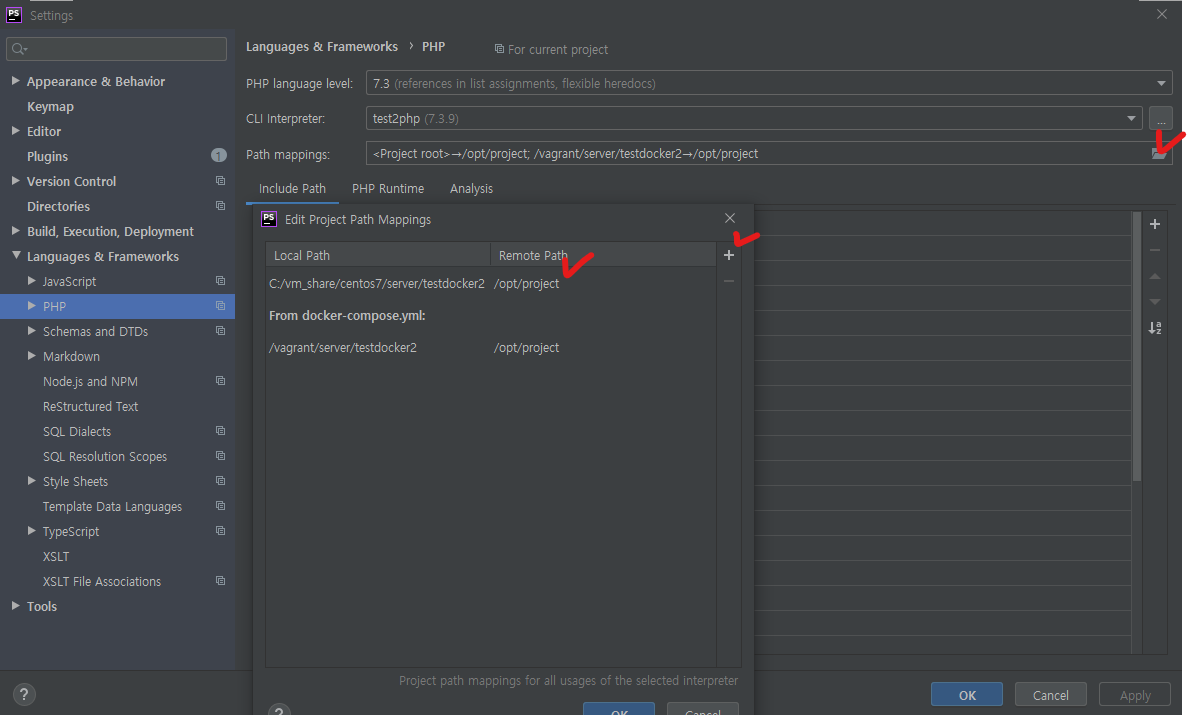 PS Settings
Languages & Frameworks › PHP For current project
Appearance & Behavior
Keymap
Editor
Plugins 1
Version Control
Directories
Build, Execution, Deployment
Languages & Frameworks
JavaScript
PHP
Schemas and DTDs
Markdown
Node.js and NPM
ReStructured Text
SQL Dialects
SQL Resolution Scopes
Style Sheets
Template Data Languages
TypeScript
XSLT
XSLT File Associations
Tools
PHP language level: 7.3 (references in list assignments, flexible heredocs)
CLI Interpreter: test2php (7.3.9) ...
Path mappings: <Project root>→/opt/project; /vagrant/server/testdocker2→/opt/project
Include Path PHP Runtime Analysis
PS Edit Project Path Mappings
Local Path Remote Path
C:/vm_share/centos7/server/testdocker2 /opt/project
From docker-compose.yml:
/vagrant/server/testdocker2 /opt/project
Project path mappings for all usages of the selected interpreter
? OK Cancel
? OK Cancel Apply